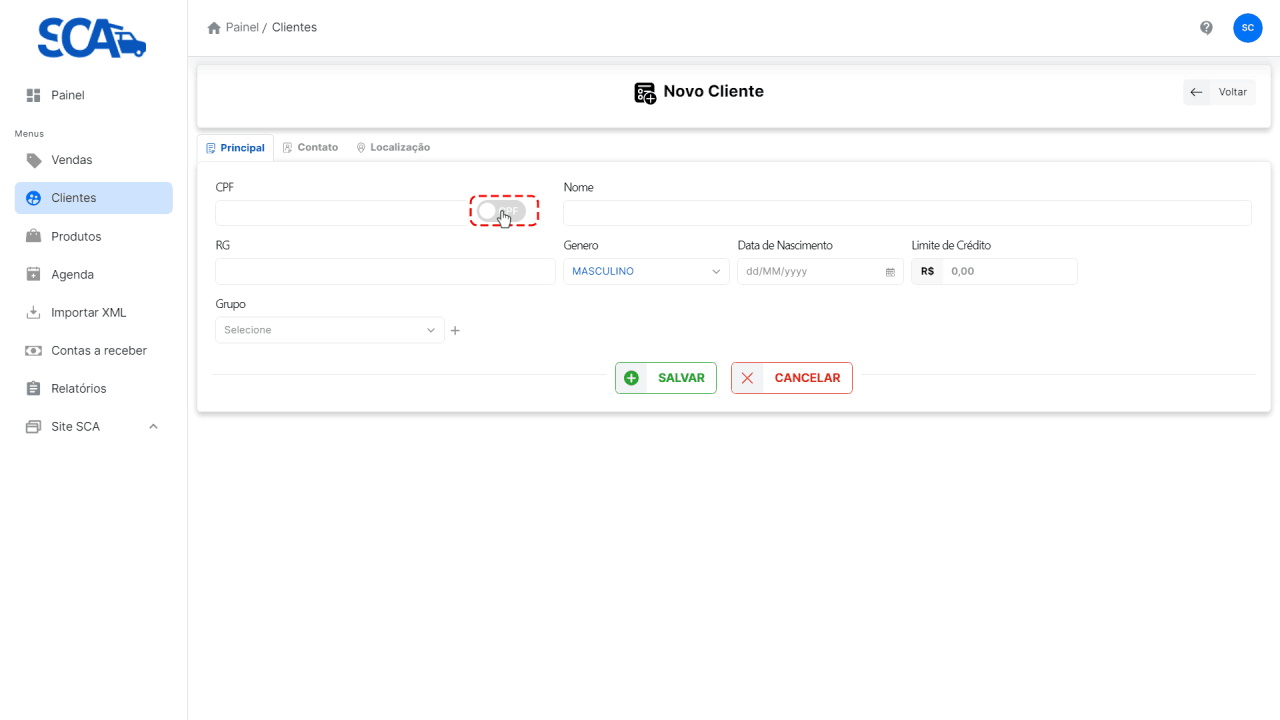 SCA
Painel / Clientes
SC
Painel
Menus
Vendas
Clientes
Produtos
Agenda
Importar XML
Contas a receber
Relatórios
Site SCA
Novo Cliente
Voltar
Principal
Contato
Localização
CPF
Nome
CPF
RG
Genero
Data de Nascimento
Limite de Crédito
MASCULINO
dd/MM/yyyy
R$ 0,00
Grupo
Selecione
SALVAR
CANCELAR